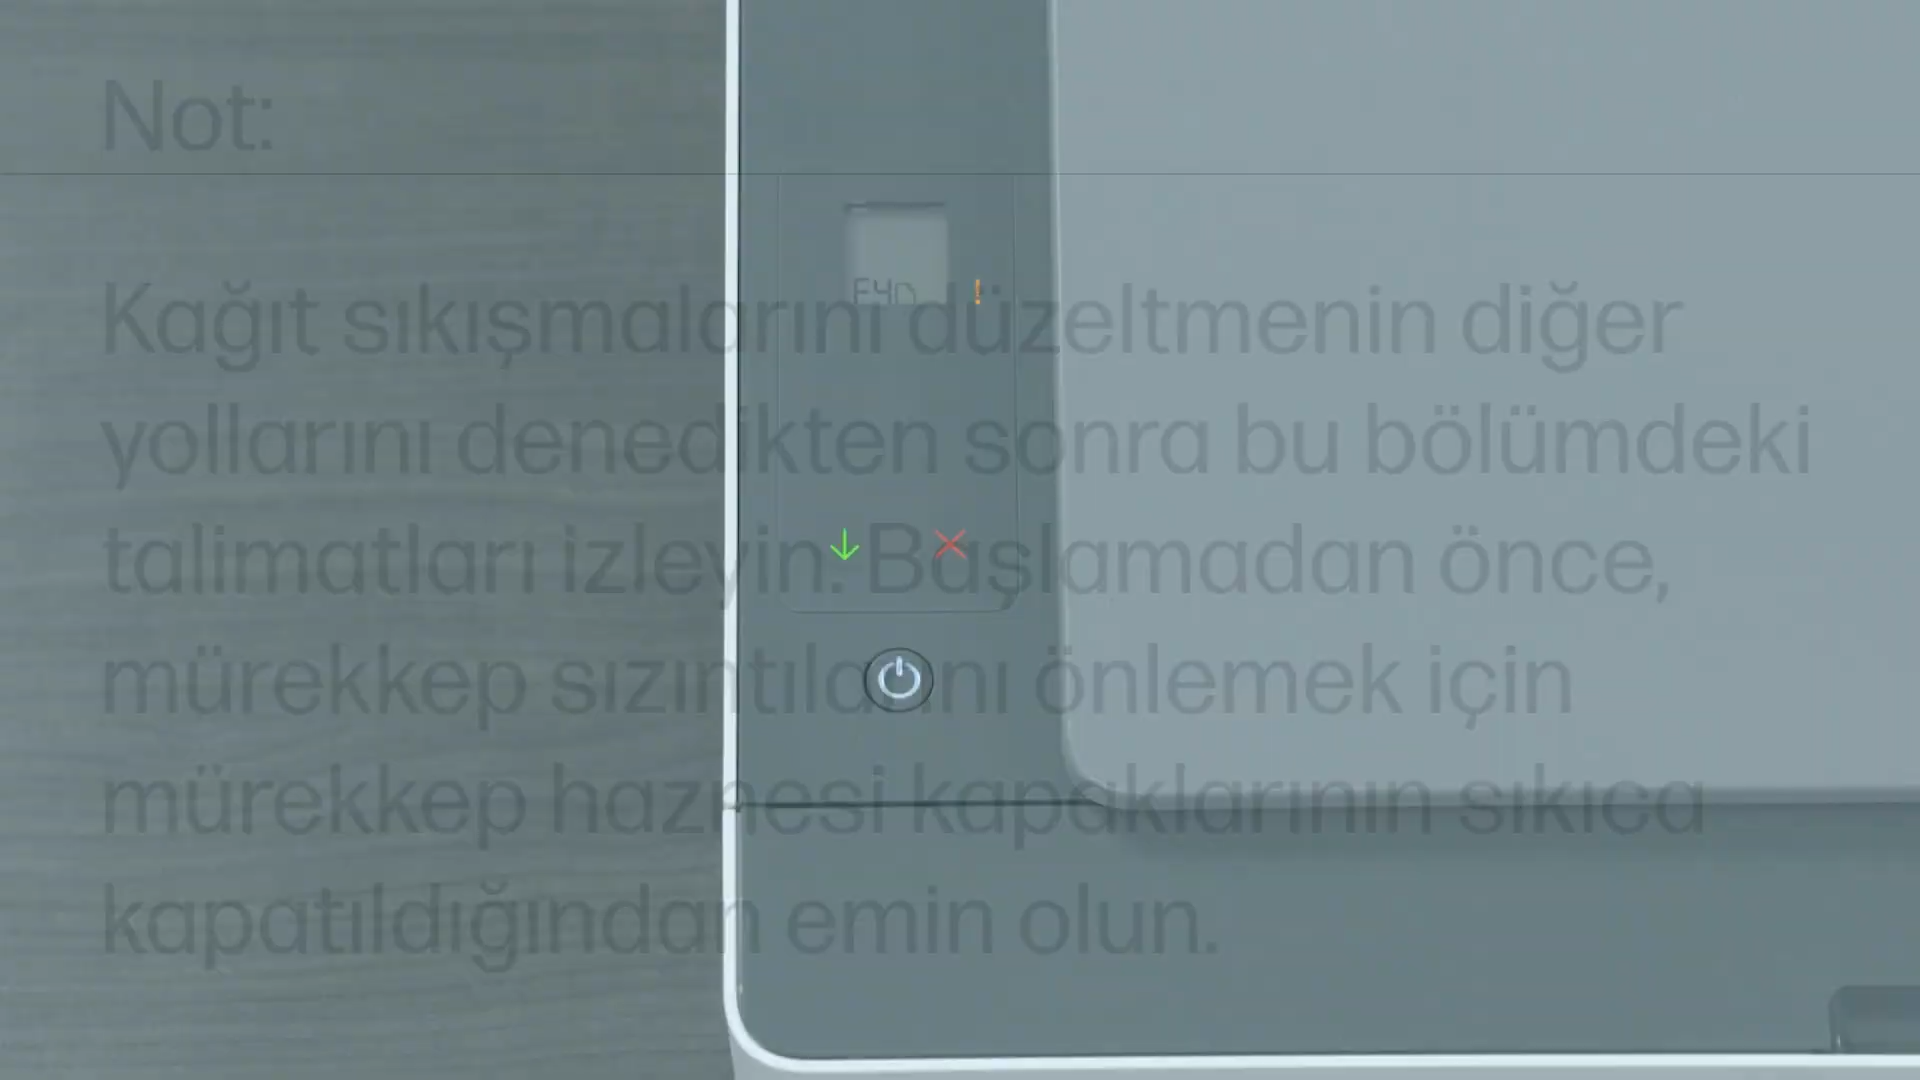 Not:
Kağıt sıkışmalarını düzeltmenin diğer
yollarını denedikten sonra bu bölümdeki
talimatları izleyin. Başlamadan önce,
mürekkep sızıntılarını önlemek için
mürekkep haznesi kapaklarının sıkıca
kapatıldığından emin olun.
E4
!